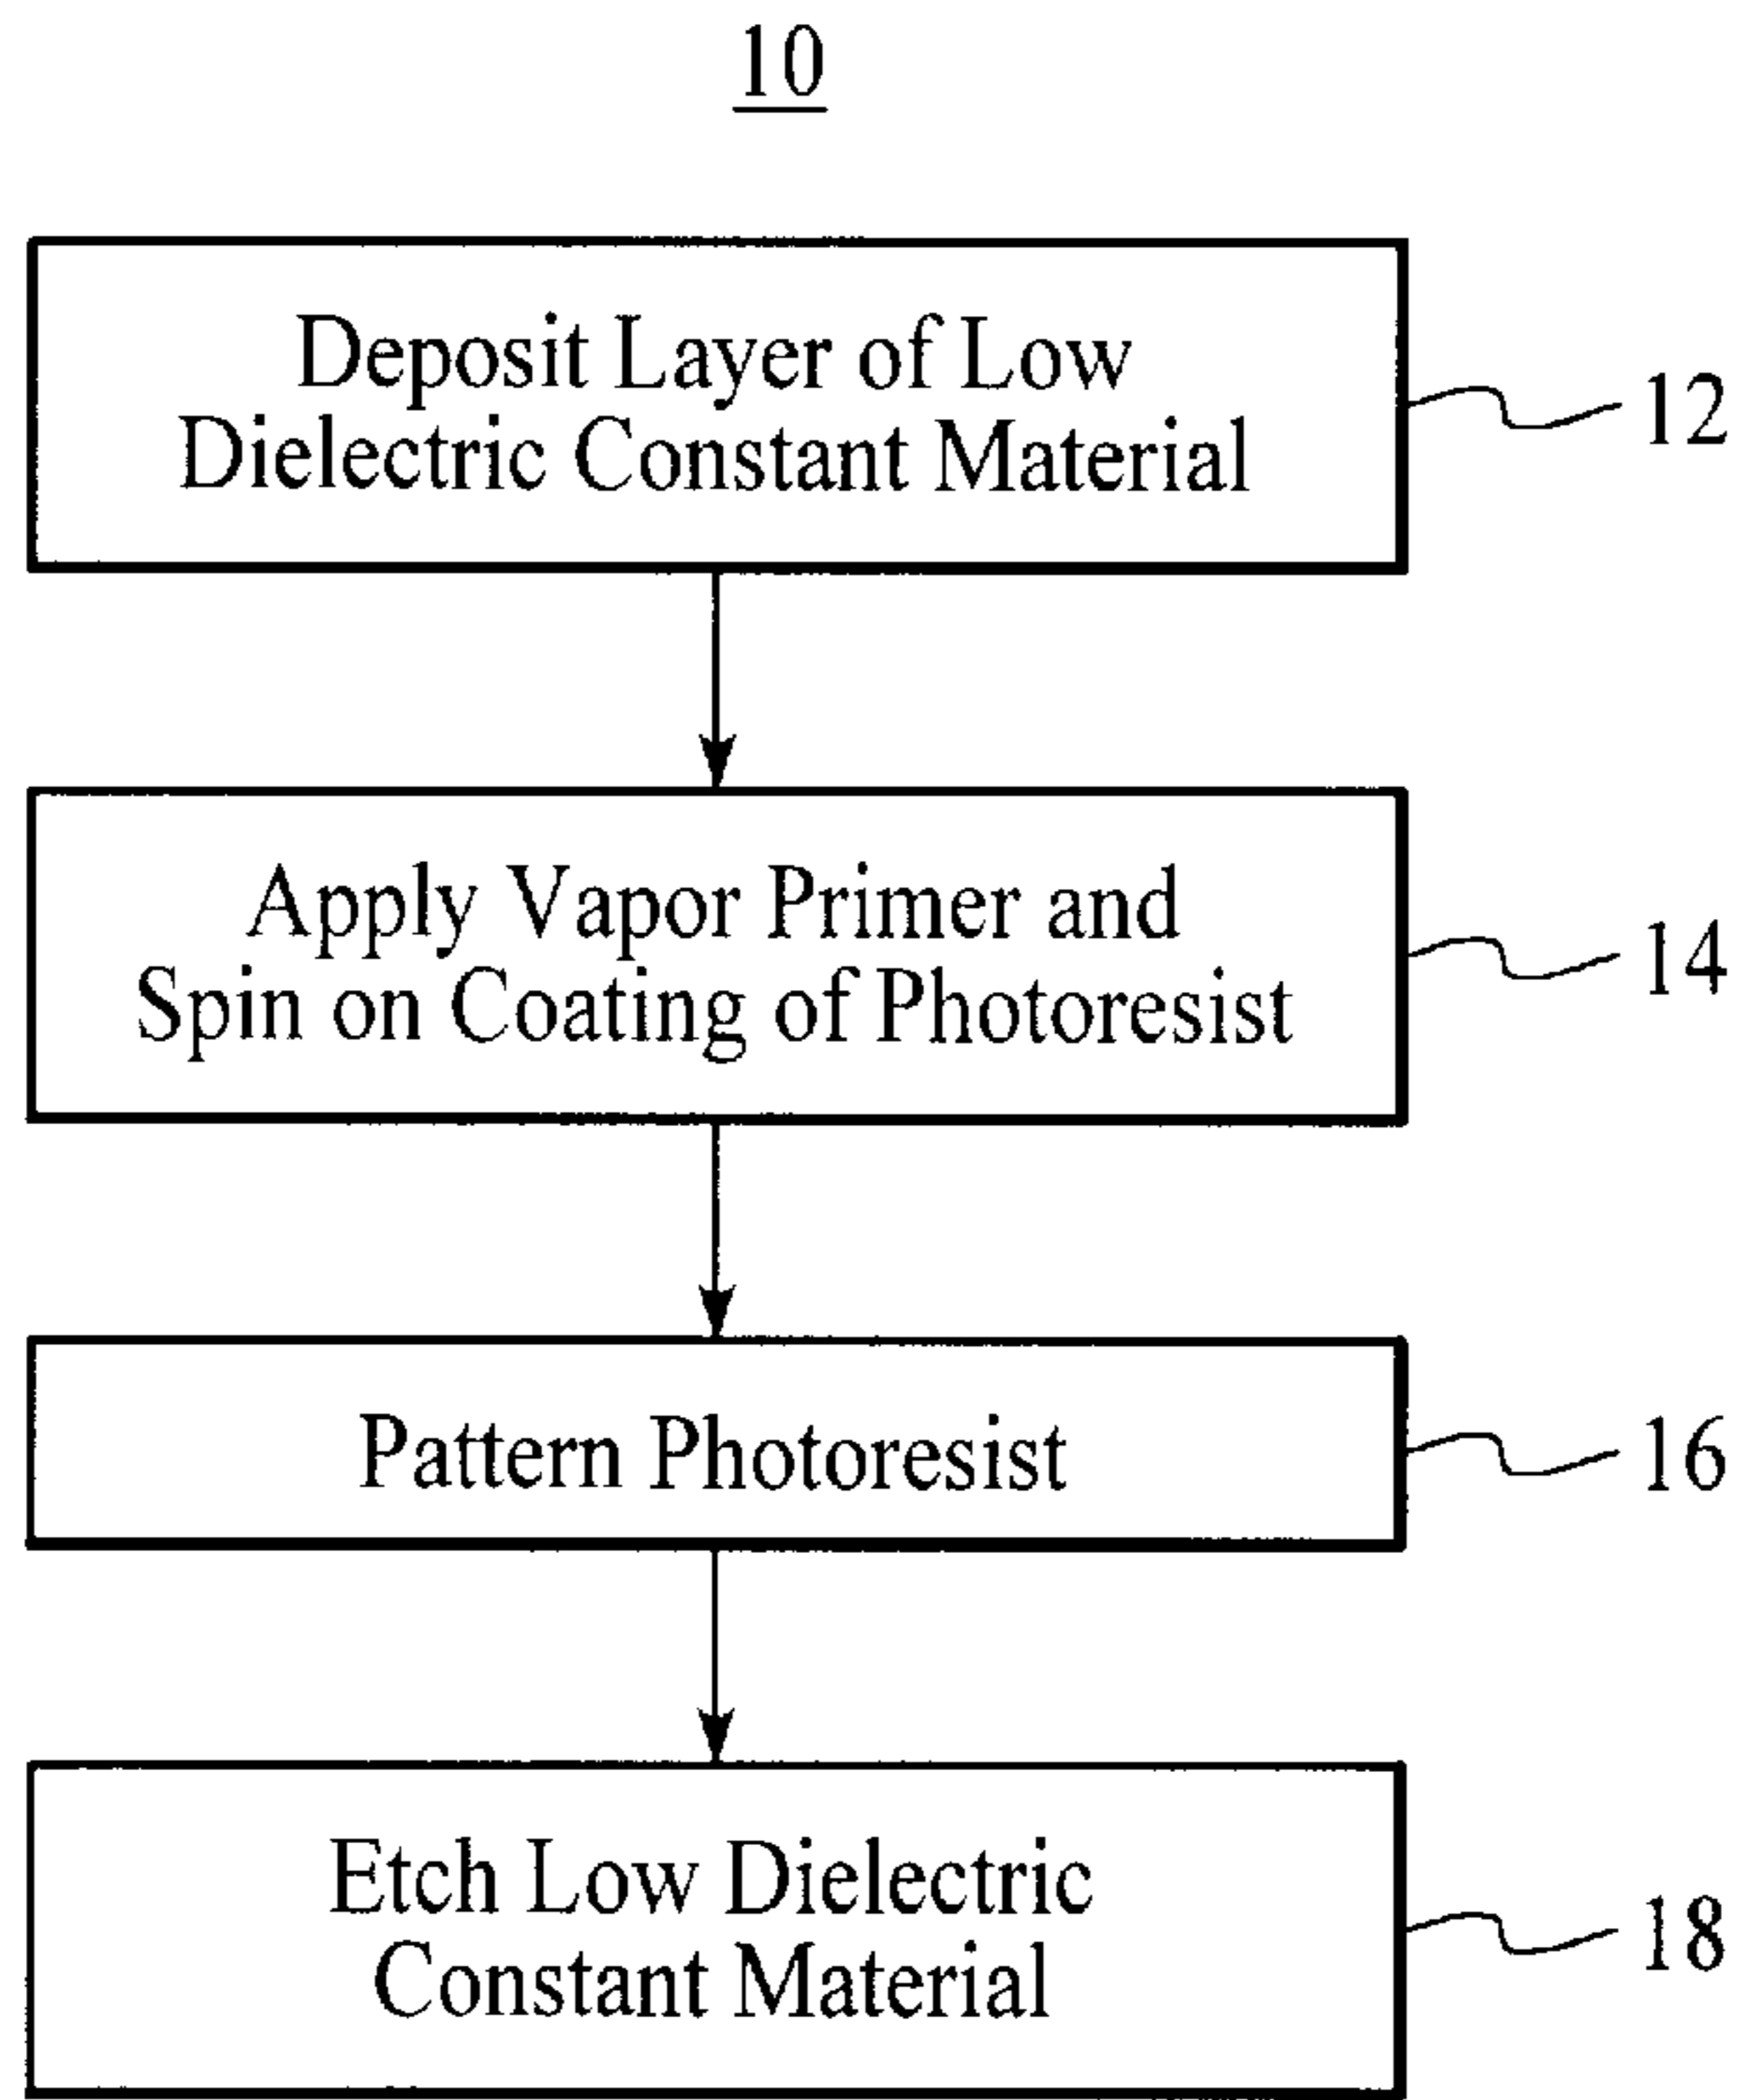 10
Deposit Layer of Low
Dielectric Constant Material
12
Apply Vapor Primer and
Spin on Coating of Photoresist
14
Pattern Photoresist
16
Etch Low Dielectric
Constant Material
18